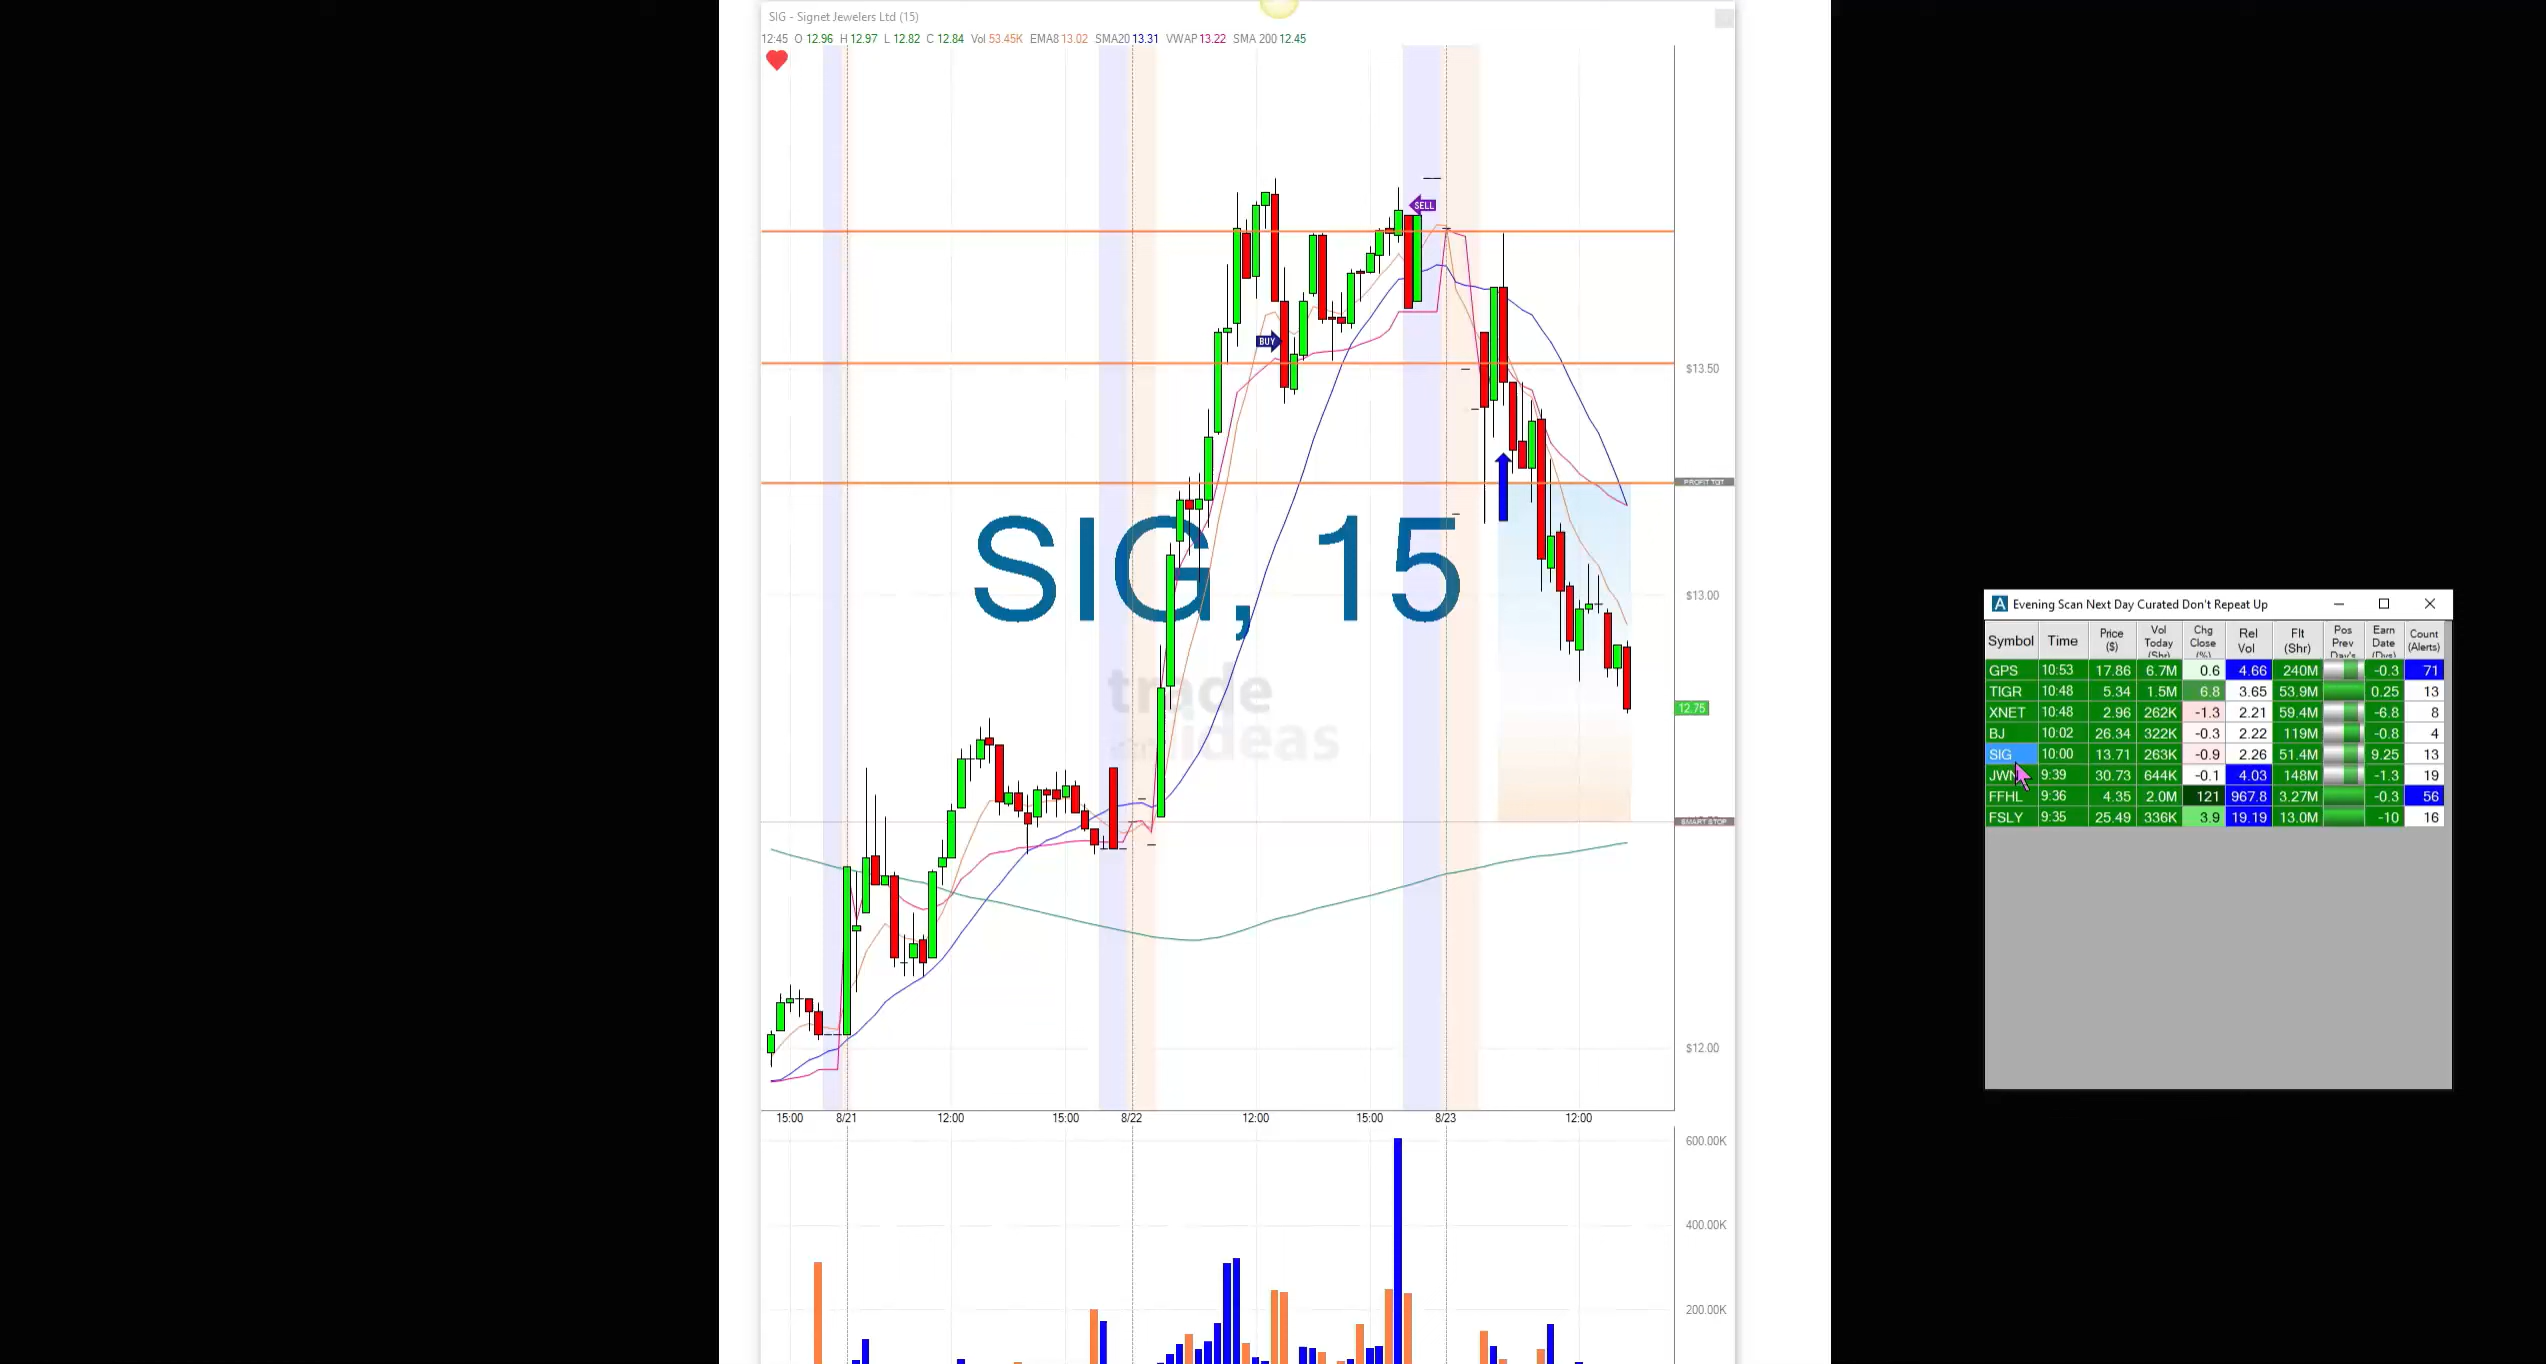 SIG - Signet Jewelers Ltd (15)
12:45 O 12.96 H 12.97 L 12.82 C 12.84 Vol 53.45K EMA8 13.02 SMA20 13.31 VWAP 13.22 SMA 200 12.45
SELL
BUY
$13.50
PROFIT TGT
SIG, 15
$13.00
trade
ideas
12.75
SMART STOP
$12.00
15:00 8/21 12:00 15:00 8/22 12:00 15:00 8/23 12:00
600.00K
400.00K
200.00K
A Evening Scan Next Day Curated Don't Repeat Up
Symbol Time Price ($) Vol Today (Shr) Chg Close (%) Rel Vol Flt (Shr) Pos Prev Day's Earn Date (Dys) Count (Alerts)
GPS 10:53 17.86 6.7M 0.6 4.66 240M -0.3 71
TIGR 10:48 5.34 1.5M 6.8 3.65 53.9M 0.25 13
XNET 10:48 2.96 262K -1.3 2.21 59.4M -6.8 8
BJ 10:02 26.34 322K -0.3 2.22 119M -0.8 4
SIG 10:00 13.71 263K -0.9 2.26 51.4M 9.25 13
JWN 9:39 30.73 644K -0.1 4.03 148M -1.3 19
FFHL 9:36 4.35 2.0M 121 967.8 3.27M -0.3 56
FSLY 9:35 25.49 336K 3.9 19.19 13.0M -10 16